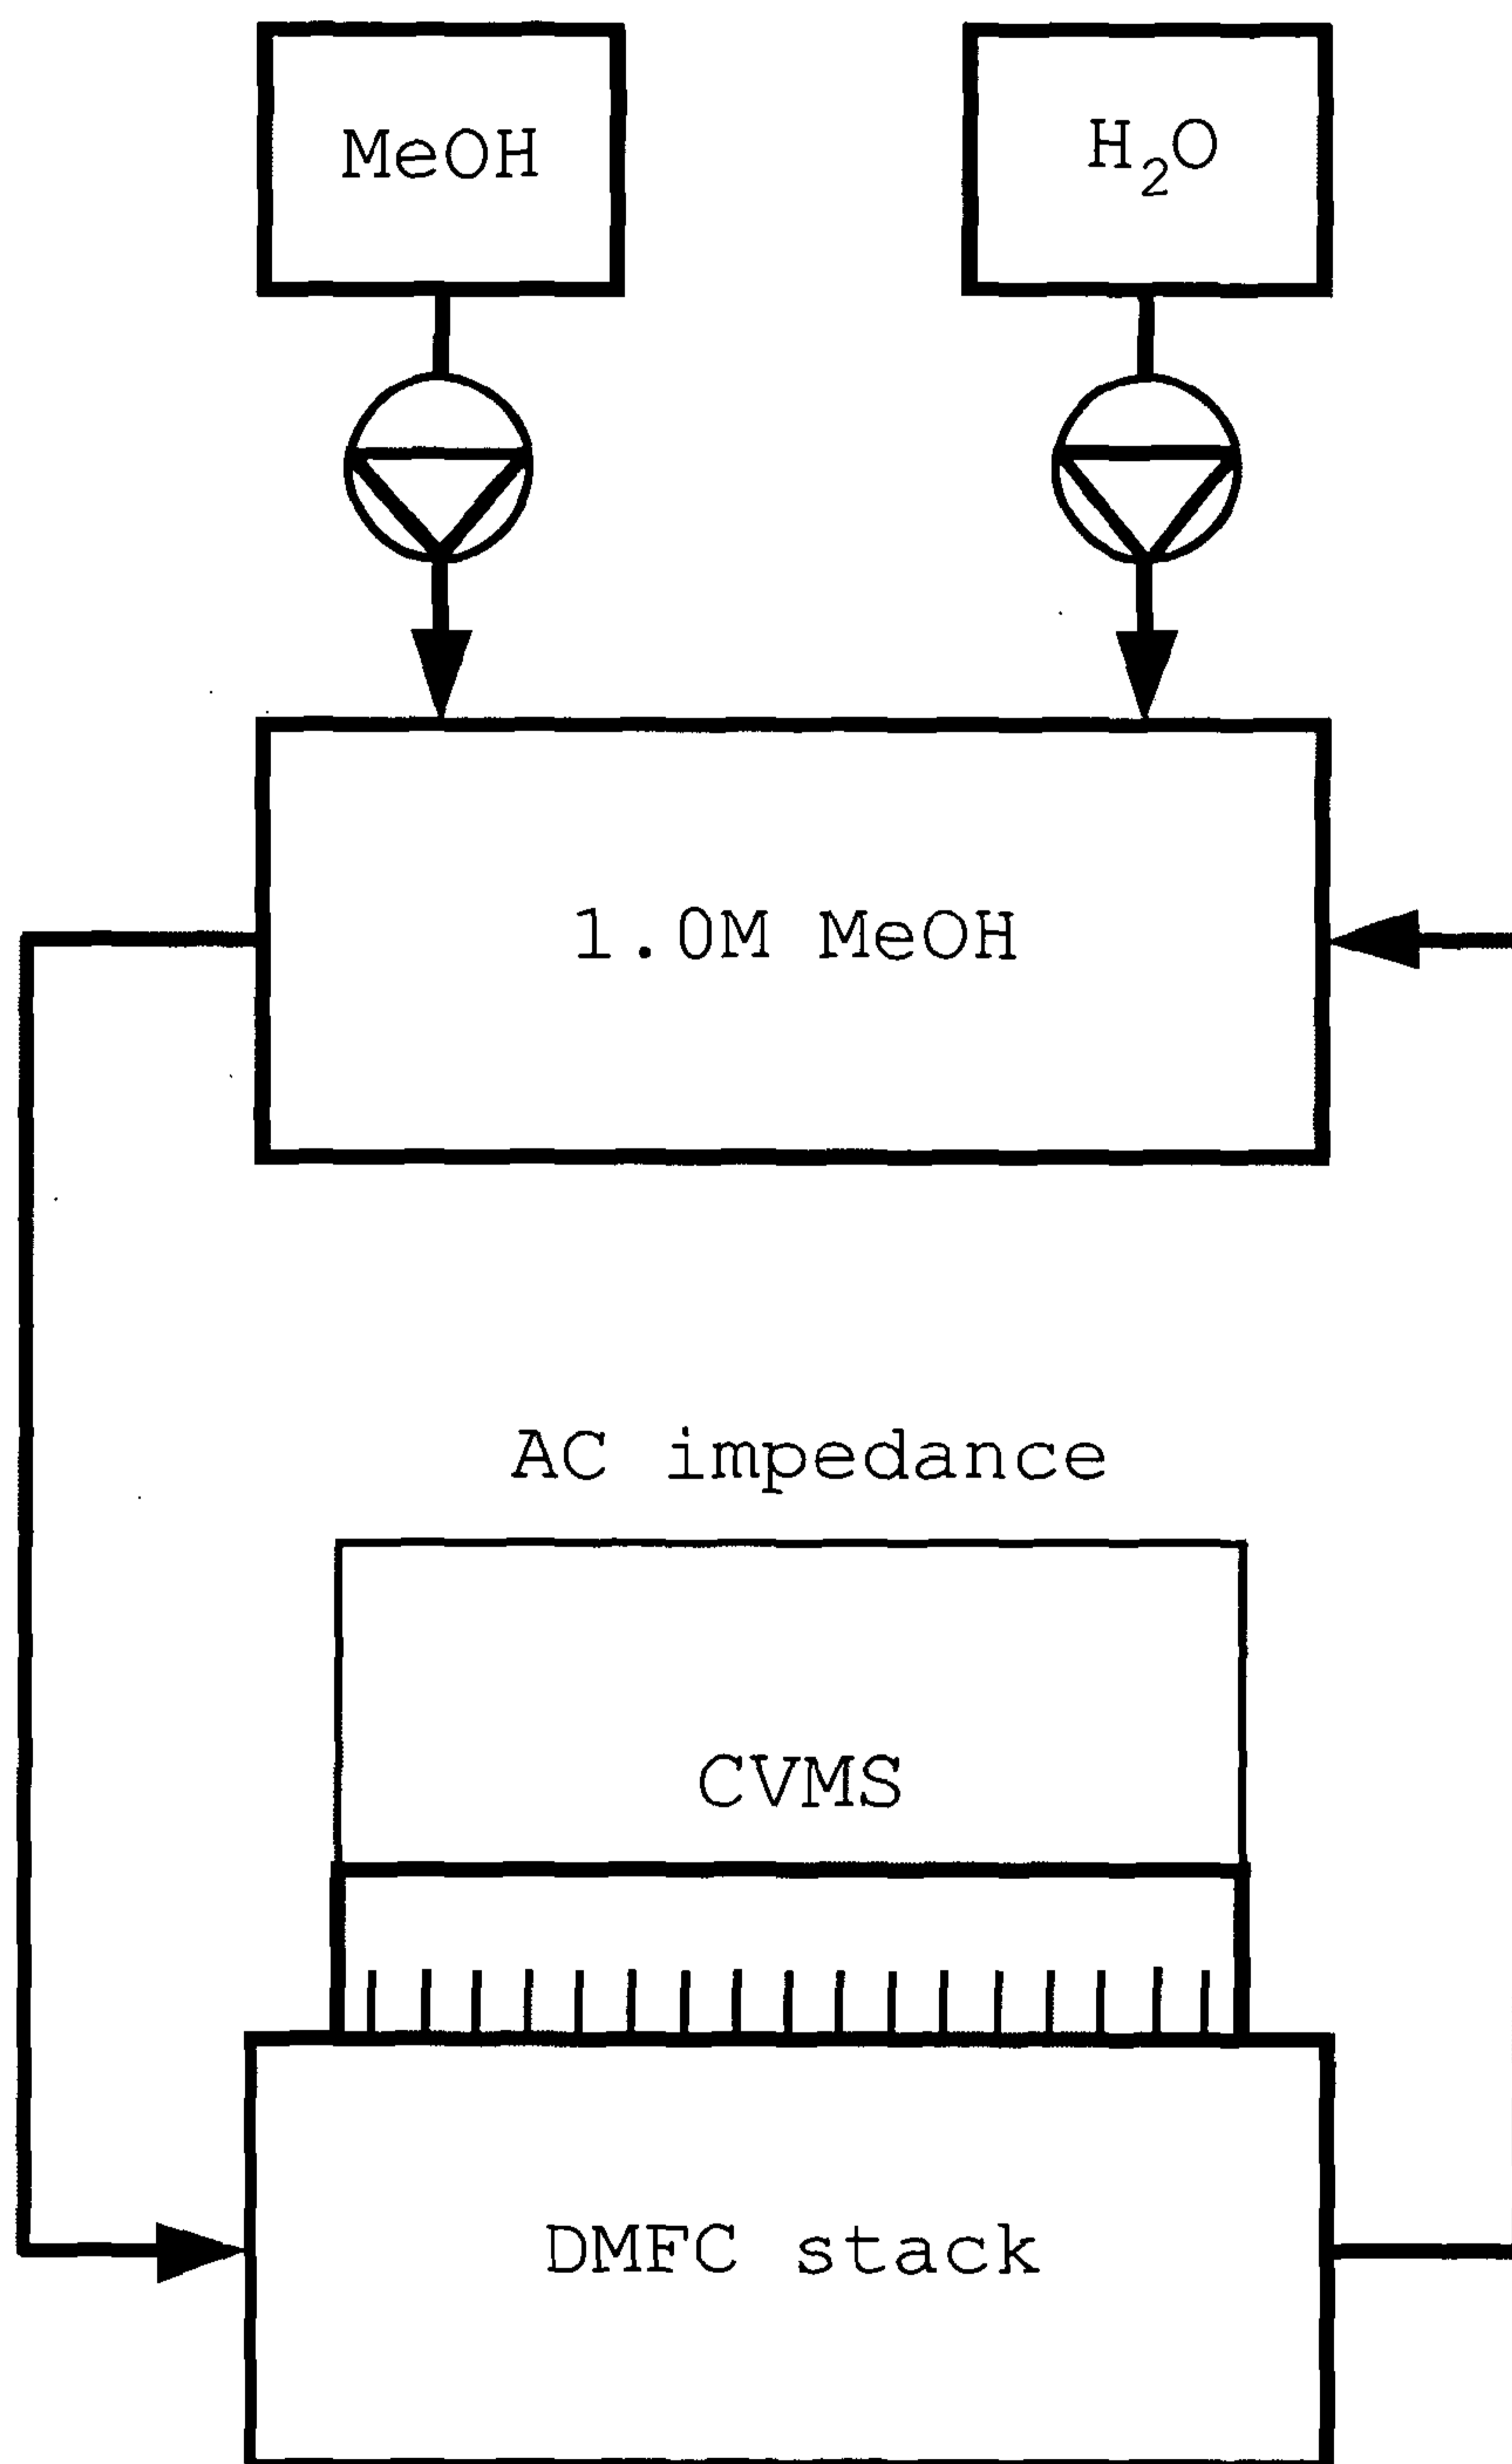 MeOH
H2O
1.0M MeOH
AC impedance
CVMS
DMFC stack